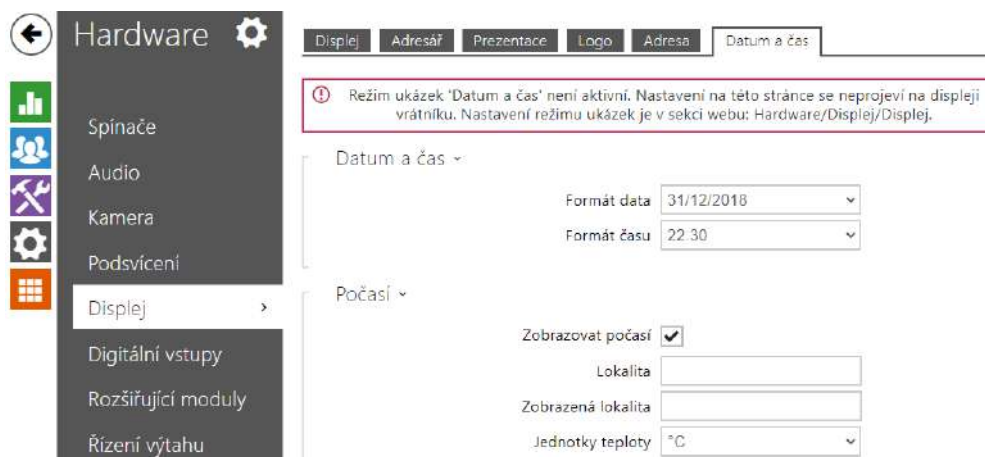 Hardware
Displej Adresář Prezentace Logo Adresa Datum a čas
Režim ukázek 'Datum a čas' není aktivní. Nastavení na této stránce se neprojeví na displeji
vrátníku. Nastavení režimu ukázek je v sekci webu: Hardware/Displej/Displej.
Spínače
Audio
Kamera
Podsvícení
Displej
Digitální vstupy
Rozšiřující moduly
Řízení výtahu
Datum a čas
Formát data 31/12/2018
Formát času 22:30
Počasí
Zobrazovat počasí
Lokalita
Zobrazená lokalita
Jednotky teploty °C